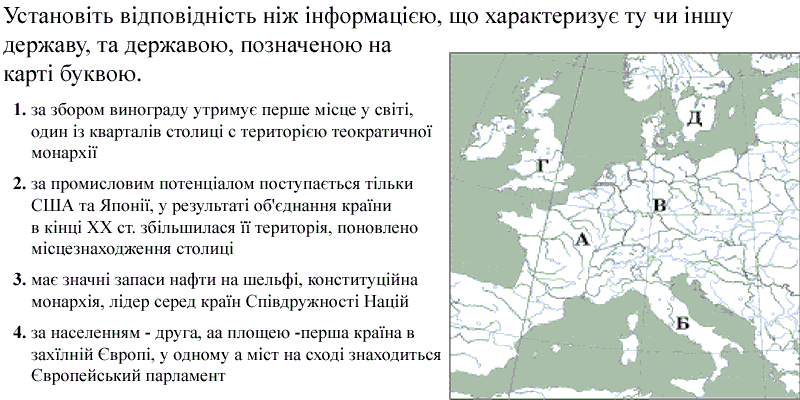 Установіть відповідність ніж інформацією, що характеризує ту чи іншу
державу, та державою, позначеною на
карті буквою.
1. за збором винограду утримує перше місце у світі,
один із кварталів столиці с територією теократичної
монархії
2. за промисловим потенціалом поступається тільки
США та Японії, у результаті об'єднання країни
в кінці XX ст. збільшилася її територія, поновлено
місцезнаходження столиці
3. має значні запаси нафти на шельфі, конституційна
монархія, лідер серед країн Співдружності Націй
4. за населенням - друга, аа площею -перша країна в
західній Європі, у одному а міст на сході знаходиться
Європейський парламент
Д
Г
В
А
Б